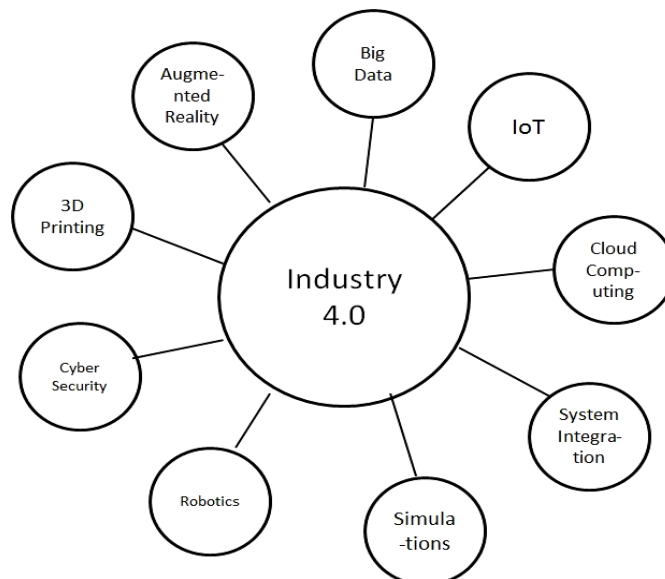 Big
Data
Augme-
nted
Reality
IoT
3D
Printing
Cloud
Comp-
uting
Industry
4.0
Cyber
Security
System
Integra-
tion
Robotics
Simula
-tions